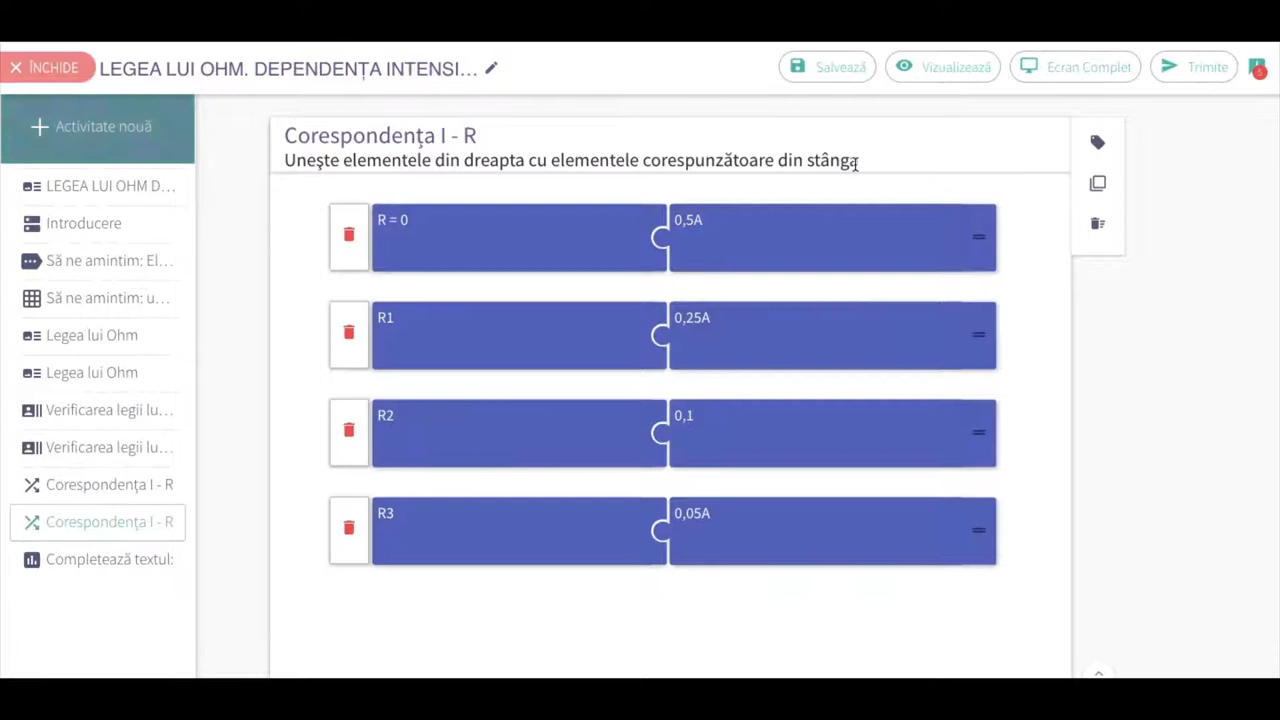 ÎNCHIDE
LEGEA LUI OHM. DEPENDENȚA INTENSI...
Salvează
Vizualizează
Ecran Complet
Trimite
Activitate nouă
LEGEA LUI OHM D...
Introducere
Să ne amintim: El...
Să ne amintim: u...
Legea lui Ohm
Legea lui Ohm
Verificarea legii lu...
Verificarea legii lu...
Corespondența I - R
Corespondența I - R
Completează textul:
Corespondența I - R
Unește elementele din dreapta cu elementele corespunzătoare din stânga
R = 0
0,5A
R1
0,25A
R2
0,1
R3
0,05A